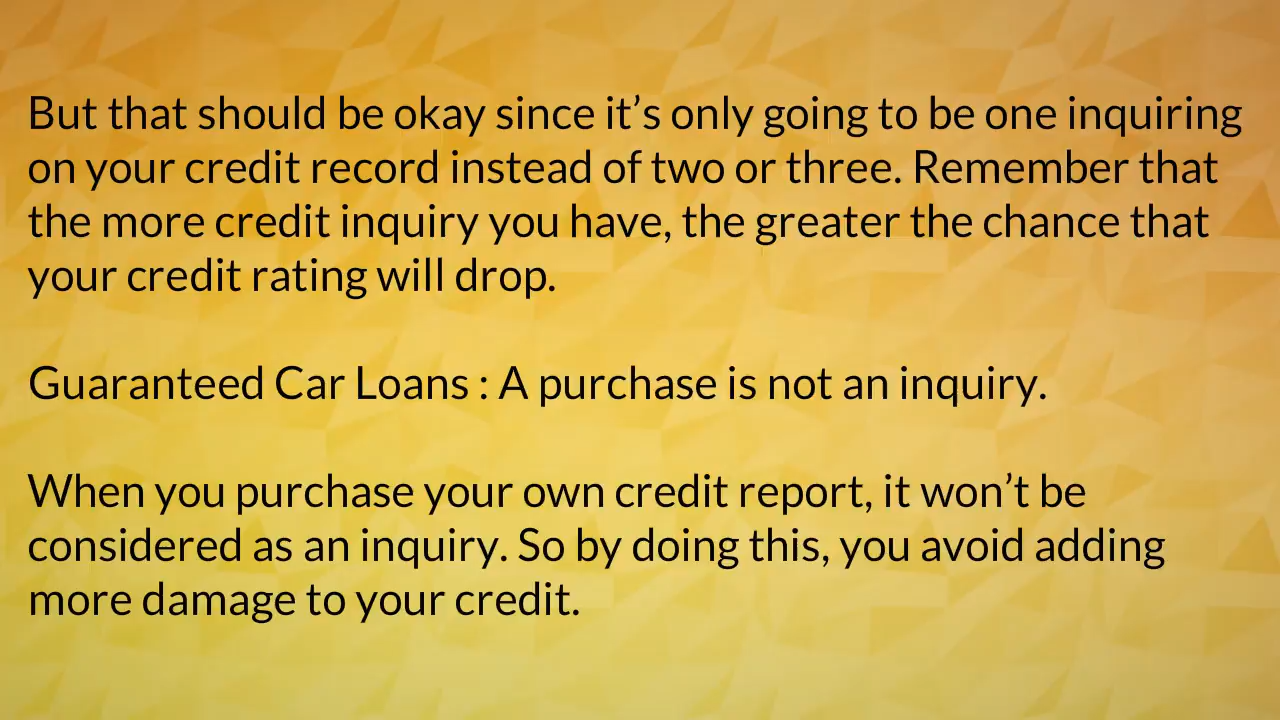 But that should be okay since it’s only going to be one inquiring
on your credit record instead of two or three. Remember that
the more credit inquiry you have, the greater the chance that
your credit rating will drop.
Guaranteed Car Loans : A purchase is not an inquiry.
When you purchase your own credit report, it won’t be
considered as an inquiry. So by doing this, you avoid adding
more damage to your credit.